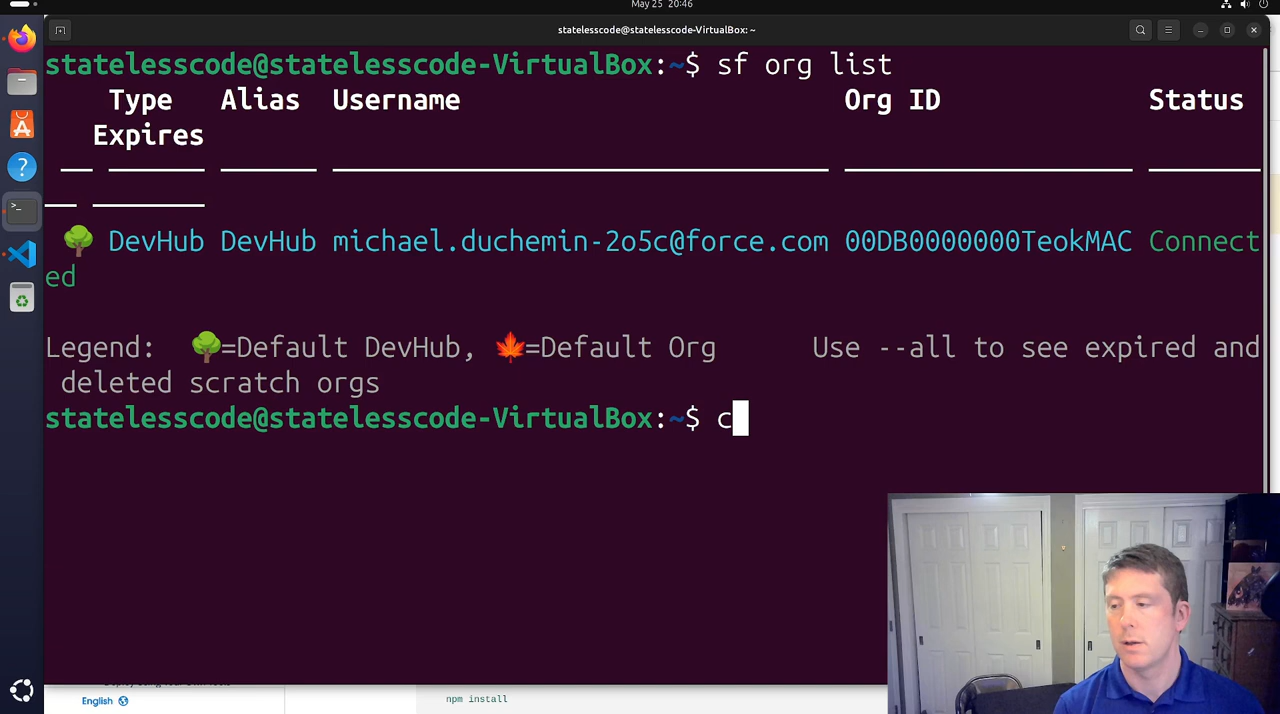 May 25 20:46
statelesscode@statelesscode-VirtualBox: ~
statelesscode@statelesscode-VirtualBox:~$ sf org list
Type Alias Username Org ID Status
Expires
🌳 DevHub DevHub michael.duchemin-2o5c@force.com 00DB0000000TeokMAC Connect
ed
Legend: 🌳=Default DevHub, 🍁=Default Org Use --all to see expired and
deleted scratch orgs
statelesscode@statelesscode-VirtualBox:~$ c
English
npm install